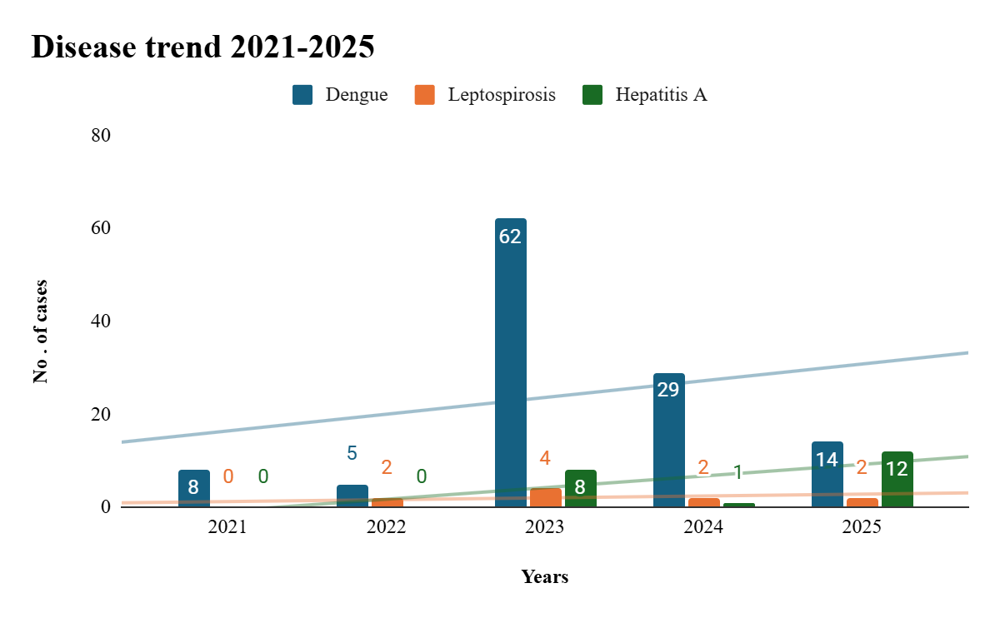 Disease trend 2021-2025
Dengue Leptospirosis Hepatitis A
80
60
40
20
0
No . of cases
62
29
5 2 4 14
8 0 0 0 8 2 1 2 12
2021 2022 2023 2024 2025
Years